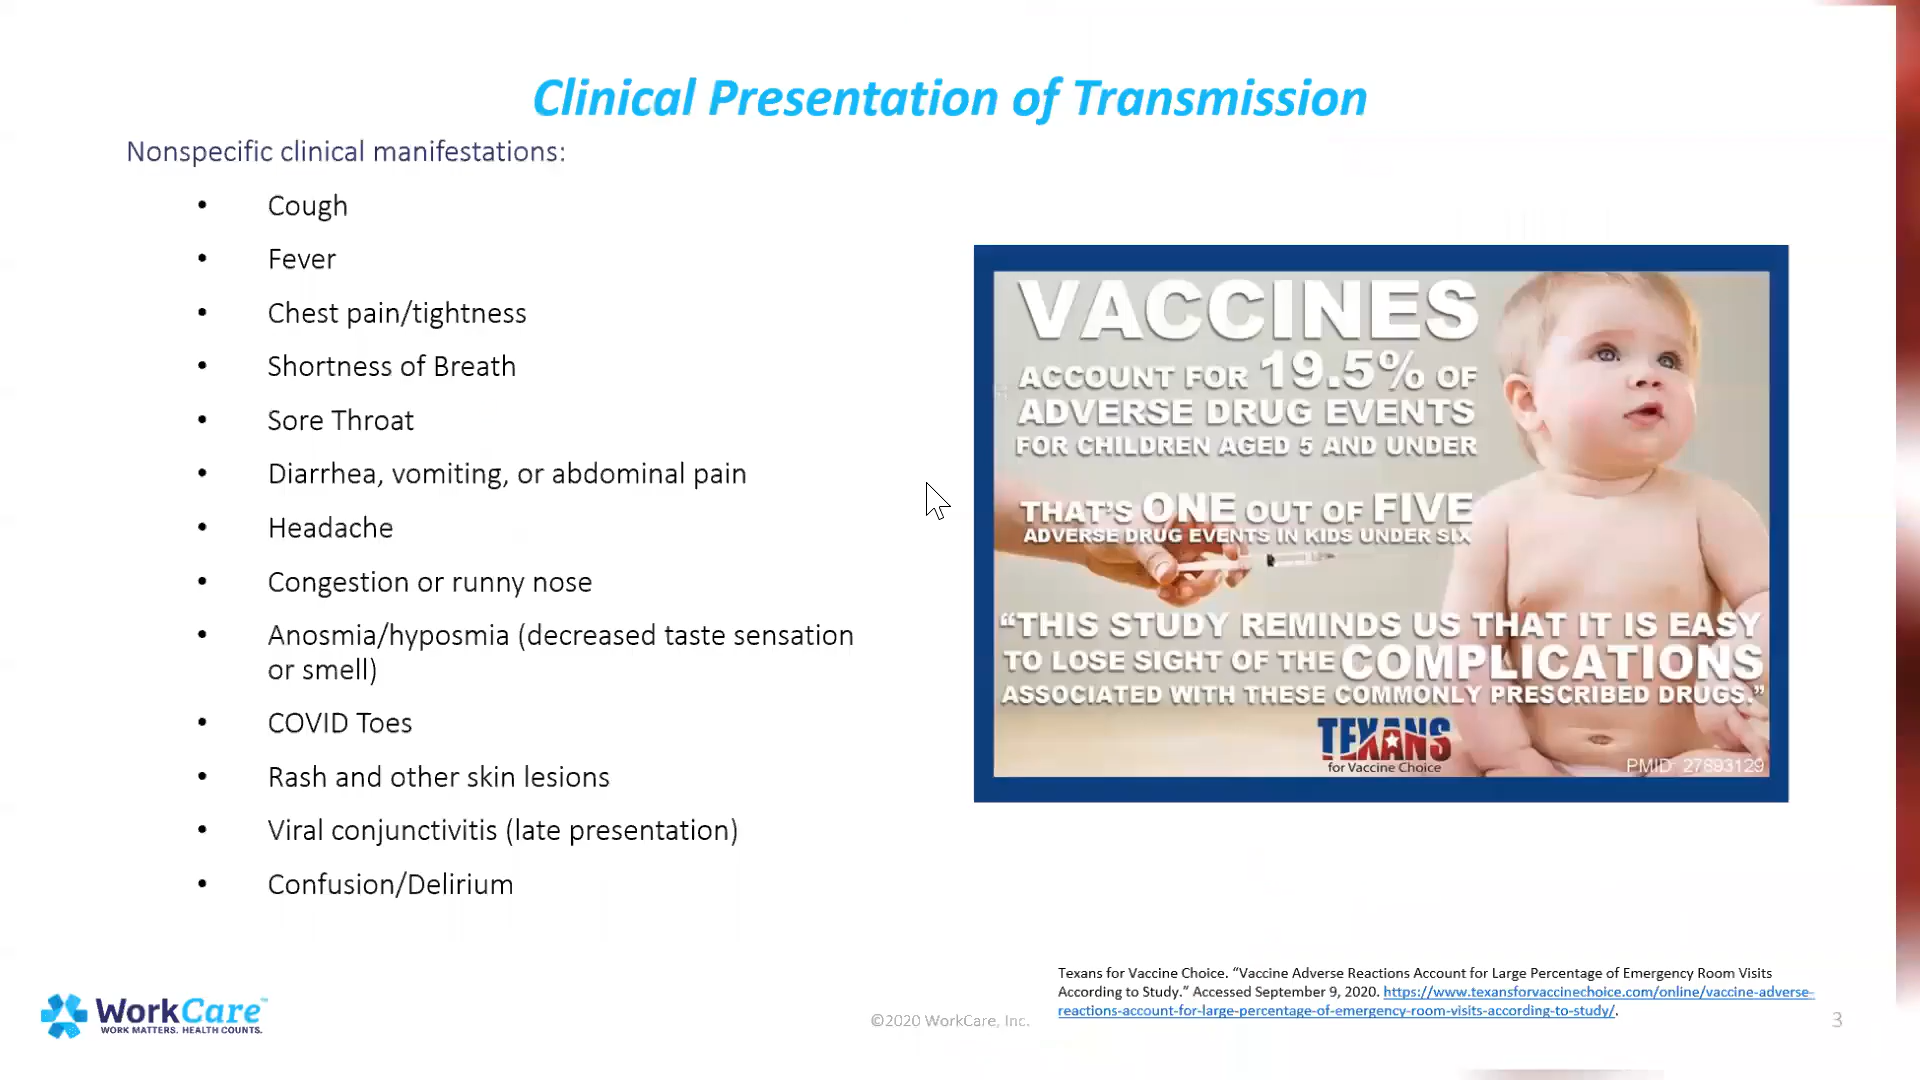 Clinical Presentation of Transmission
Nonspecific clinical manifestations:
• Cough
• Fever
• Chest pain/tightness
• Shortness of Breath
• Sore Throat
• Diarrhea, vomiting, or abdominal pain
• Headache
• Congestion or runny nose
• Anosmia/hyposmia (decreased taste sensation
or smell)
• COVID Toes
• Rash and other skin lesions
• Viral conjunctivitis (late presentation)
• Confusion/Delirium
VACCINES
ACCOUNT FOR 19.5% OF
ADVERSE DRUG EVENTS
FOR CHILDREN AGED 5 AND UNDER
THAT'S ONE OUT OF FIVE
ADVERSE DRUG EVENTS IN KIDS UNDER SIX
“THIS STUDY REMINDS US THAT IT IS EASY
TO LOSE SIGHT OF THE COMPLICATIONS
ASSOCIATED WITH THESE COMMONLY PRESCRIBED DRUGS.”
TEXANS
for Vaccine Choice
PMID: 27893129
Texans for Vaccine Choice. “Vaccine Adverse Reactions Account for Large Percentage of Emergency Room Visits
According to Study.” Accessed September 9, 2020. https://www.texansforvaccinechoice.com/online/vaccine-adverse-
reactions-account-for-large-percentage-of-emergency-room-visits-according-to-study/.
WorkCare™
WORK MATTERS. HEALTH COUNTS.
©2020 WorkCare, Inc.
3